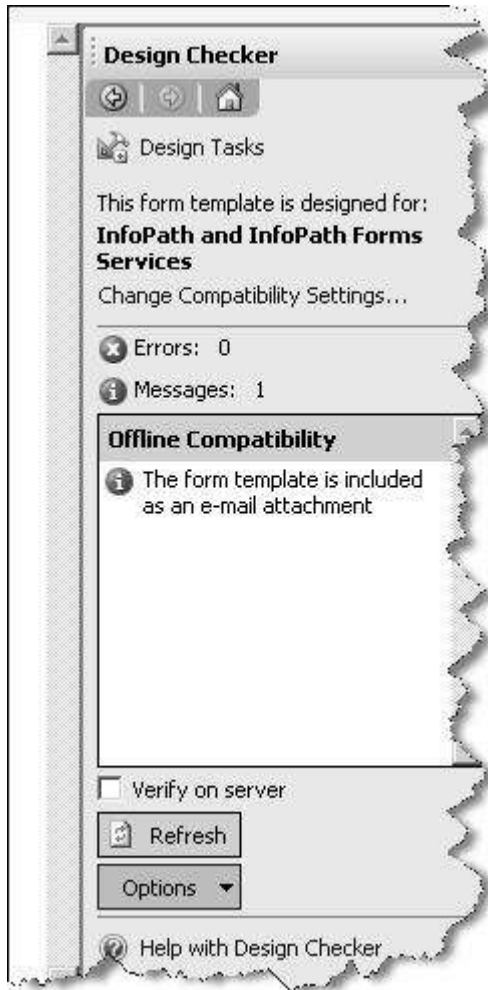 Design Checker
Design Tasks
This form template is designed for:
InfoPath and InfoPath Forms
Services
Change Compatibility Settings...
Errors: 0
Messages: 1
Offline Compatibility
The form template is included
as an e-mail attachment
Verify on server
Refresh
Options
Help with Design Checker